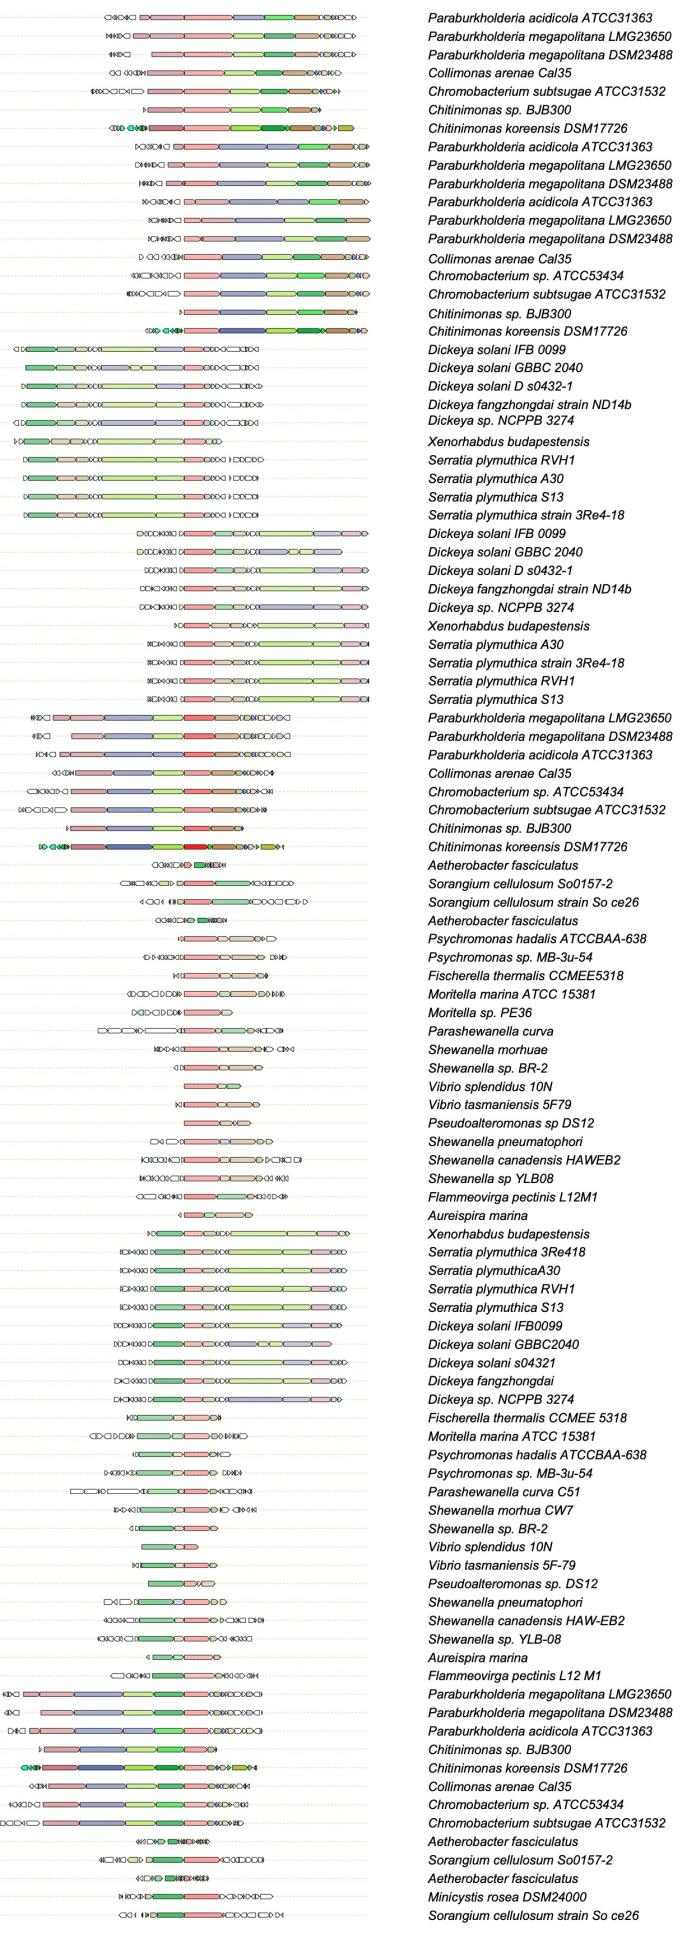 Paraburkholderia acidicola ATCC31363
Paraburkholderia megapolitana LMG23650
Paraburkholderia megapolitana DSM23488
Collimonas arenae Cal35
Chromobacterium subtsugae ATCC31532
Chitinimonas sp. BJB300
Chitinimonas koreensis DSM17726
Paraburkholderia acidicola ATCC31363
Paraburkholderia megapolitana LMG23650
Paraburkholderia megapolitana DSM23488
Paraburkholderia acidicola ATCC31363
Paraburkholderia megapolitana LMG23650
Paraburkholderia megapolitana DSM23488
Collimonas arenae Cal35
Chromobacterium sp. ATCC53434
Chromobacterium subtsugae ATCC31532
Chitinimonas sp. BJB300
Chitinimonas koreensis DSM17726
Dickeya solani IFB 0099
Dickeya solani GBBC 2040
Dickeya solani D s0432-1
Dickeya fangzhongdai strain ND14b
Dickeya sp. NCPPB 3274
Xenorhabdus budapestensis
Serratia plymuthica RVH1
Serratia plymuthica A30
Serratia plymuthica S13
Serratia plymuthica strain 3Re4-18
Dickeya solani IFB 0099
Dickeya solani GBBC 2040
Dickeya solani D s0432-1
Dickeya fangzhongdai strain ND14b
Dickeya sp. NCPPB 3274
Xenorhabdus budapestensis
Serratia plymuthica A30
Serratia plymuthica strain 3Re4-18
Serratia plymuthica RVH1
Serratia plymuthica S13
Paraburkholderia megapolitana LMG23650
Paraburkholderia megapolitana DSM23488
Paraburkholderia acidicola ATCC31363
Collimonas arenae Cal35
Chromobacterium sp. ATCC53434
Chromobacterium subtsugae ATCC31532
Chitinimonas sp. BJB300
Chitinimonas koreensis DSM17726
Aetherobacter fasciculatus
Sorangium cellulosum So0157-2
Sorangium cellulosum strain So ce26
Aetherobacter fasciculatus
Psychromonas hadalis ATCCBAA-638
Psychromonas sp. MB-3u-54
Fischerella thermalis CCMEE5318
Moritella marina ATCC 15381
Moritella sp. PE36
Parashewanella curva
Shewanella morhuae
Shewanella sp. BR-2
Vibrio splendidus 10N
Vibrio tasmaniensis 5F79
Pseudoalteromonas sp DS12
Shewanella pneumatophori
Shewanella canadensis HAWEB2
Shewanella sp YLB08
Flammeovirga pectinis L12M1
Aureispira marina
Xenorhabdus budapestensis
Serratia plymuthica 3Re418
Serratia plymuthicaA30
Serratia plymuthica RVH1
Serratia plymuthica S13
Dickeya solani IFB0099
Dickeya solani GBBC2040
Dickeya solani s04321
Dickeya fangzhongdai
Dickeya sp. NCPPB 3274
Fischerella thermalis CCMEE 5318
Moritella marina ATCC 15381
Psychromonas hadalis ATCCBAA-638
Psychromonas sp. MB-3u-54
Parashewanella curva C51
Shewanella morhua CW7
Shewanella sp. BR-2
Vibrio splendidus 10N
Vibrio tasmaniensis 5F-79
Pseudoalteromonas sp. DS12
Shewanella pneumatophori
Shewanella canadensis HAW-EB2
Shewanella sp. YLB-08
Aureispira marina
Flammeovirga pectinis L12 M1
Paraburkholderia megapolitana LMG23650
Paraburkholderia megapolitana DSM23488
Paraburkholderia acidicola ATCC31363
Chitinimonas sp. BJB300
Chitinimonas koreensis DSM17726
Collimonas arenae Cal35
Chromobacterium sp. ATCC53434
Chromobacterium subtsugae ATCC31532
Aetherobacter fasciculatus
Sorangium cellulosum So0157-2
Aetherobacter fasciculatus
Minicystis rosea DSM24000
Sorangium cellulosum strain So ce26